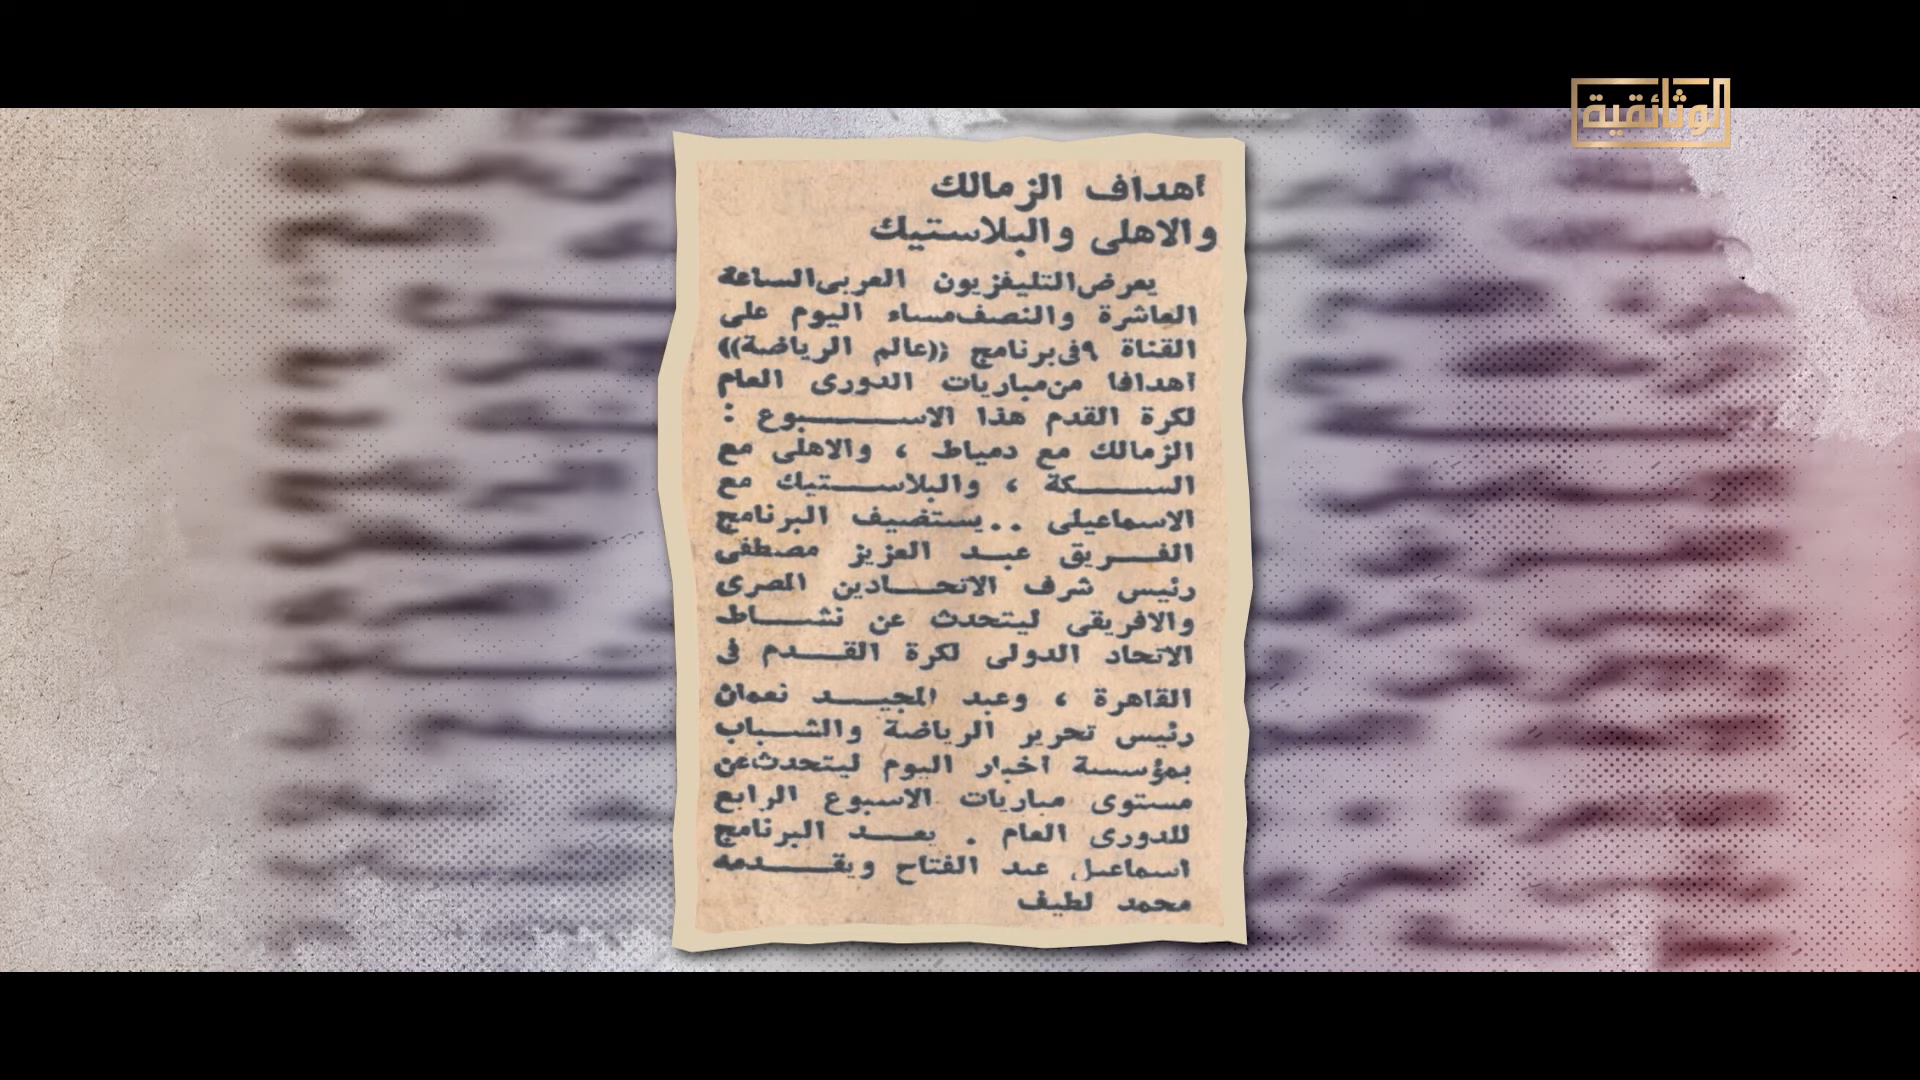 الوثائقية
اهداف الزمالك
والاهلى والبلاستيك
يعرض التليفزيون العربى الساعة
العاشرة والنصف مساء اليوم على
القناة ٩ فى برنامج ((عالم الرياضة))
اهدافا من مباريات الدورى العام
لكرة القدم هذا الاسبوع :
الزمالك مع دمياط ، والاهلى مع
السكة ، والبلاستيك مع
الاسماعيلى .. يستضيف البرنامج
الفريق عبد العزيز مصطفى
رئيس شرف الاتحادين المصرى
والافريقى ليتحدث عن نشاط
الاتحاد الدولى لكرة القدم فى
القاهرة ، وعبد المجيد نعمان
رئيس تحرير الرياضة والشباب
بمؤسسة اخبار اليوم ليتحدث عن
مستوى مباريات الاسبوع الرابع
للدورى العام . يعد البرنامج
اسماعيل عبد الفتاح ويقدمه
محمد لطيف